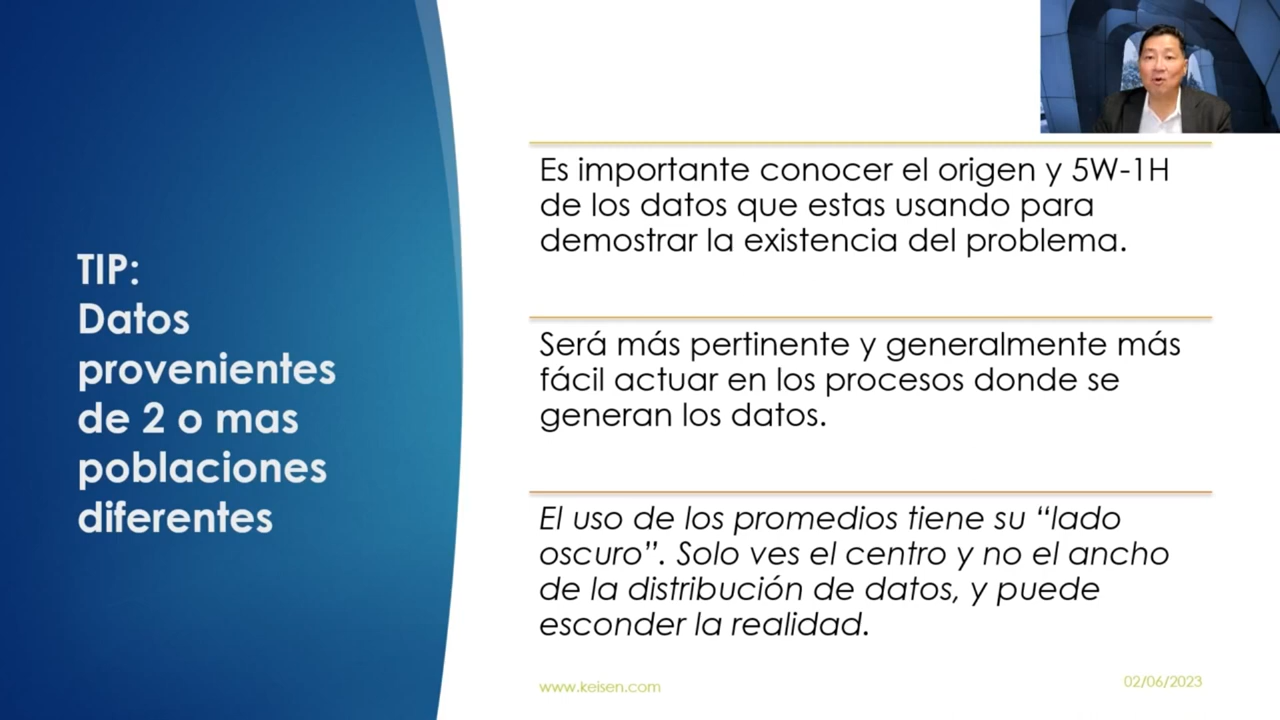 TIP:
Datos
provenientes
de 2 o mas
poblaciones
diferentes
Es importante conocer el origen y 5W-1H
de los datos que estas usando para
demostrar la existencia del problema.
Será más pertinente y generalmente más
fácil actuar en los procesos donde se
generan los datos.
El uso de los promedios tiene su “lado
oscuro”. Solo ves el centro y no el ancho
de la distribución de datos, y puede
esconder la realidad.
www.keisen.com
02/06/2023